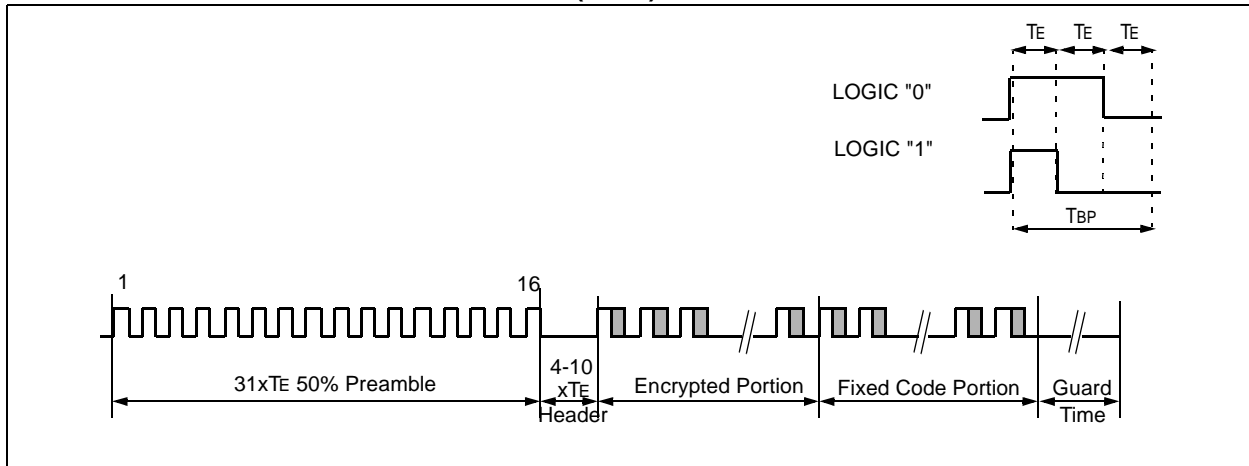 TE TE TE
LOGIC "0"
LOGIC "1"
TBP
1 16
31xTE 50% Preamble
4-10
xTE
Header
Encrypted Portion
Fixed Code Portion
Guard
Time